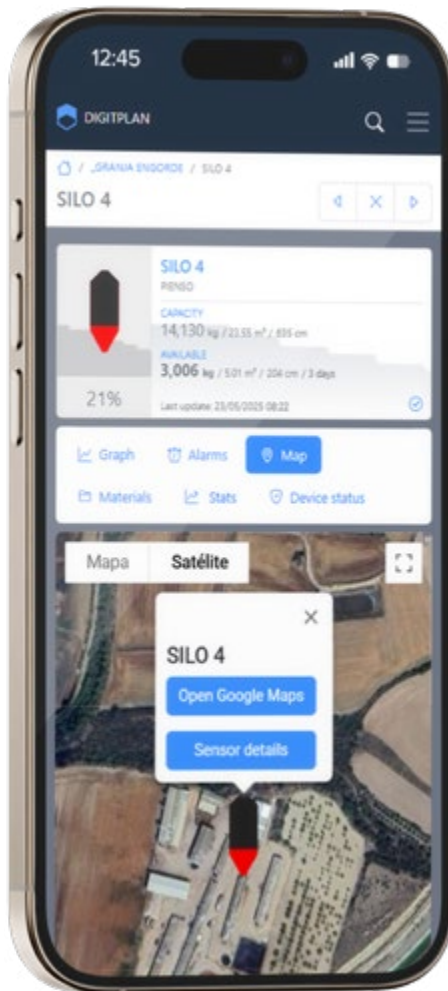 12:45
DIGITPLAN
/ _GRANJA ENGORDE / SILO 4
SILO 4
SILO 4
PIENSO
CAPACITY
14,130 kg / 23.55 m³ / 695 cm
AVAILABLE
3,006 kg / 5.01 m³ / 204 cm / 3 days
21%
Last update: 23/05/2025 08:22
Graph Alarms Map
Materials Stats Device status
Mapa Satélite
SILO 4
Open Google Maps
Sensor details